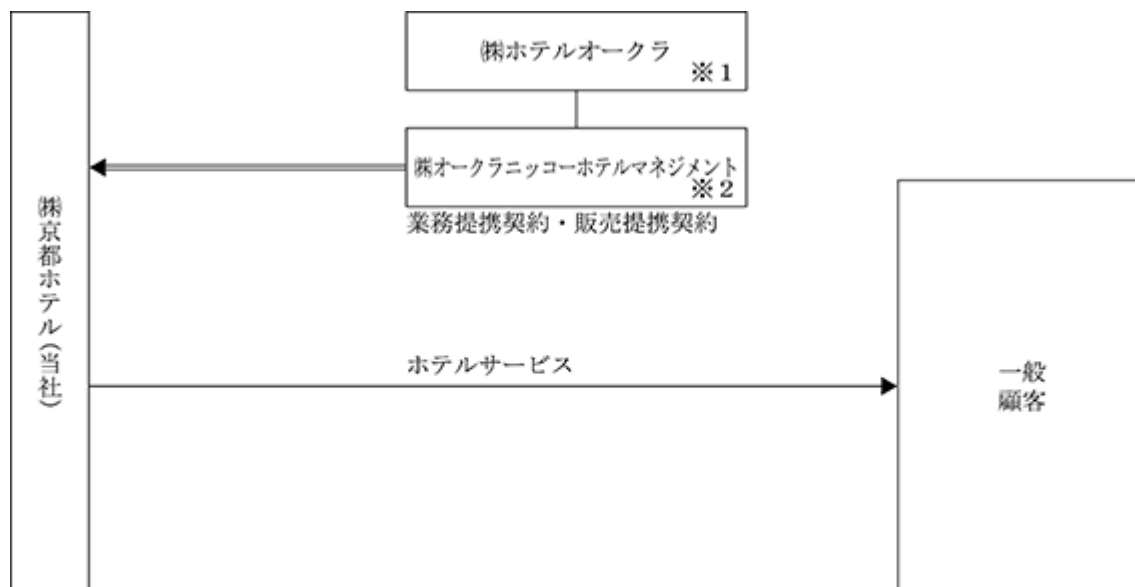 ㈱ホテルオークラ
※1
㈱オークラニッコーホテルマネジメント
※2
業務提携契約・販売提携契約
㈱京都ホテル(当社)
ホテルサービス
一般
顧客